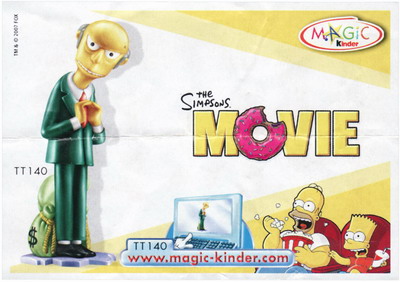 TM & © 2007 FOX
MAGiC
Kinder
THE
SIMPSONS
MOVIE
TT140
$
TT140
www.magic-kinder.com